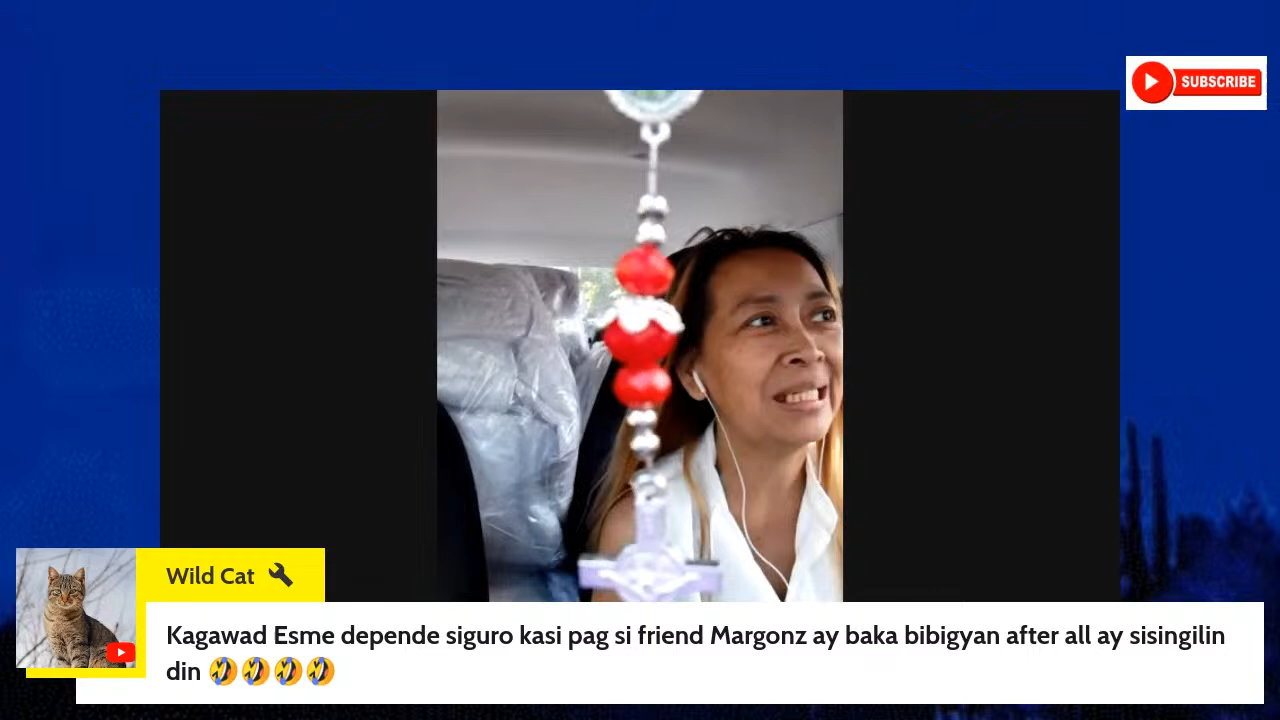 SUBSCRIBE
Wild Cat
Kagawad Esme depende siguro kasi pag si friend Margonz ay baka bibigyan after all ay sisingilin
din 🤣🤣🤣🤣